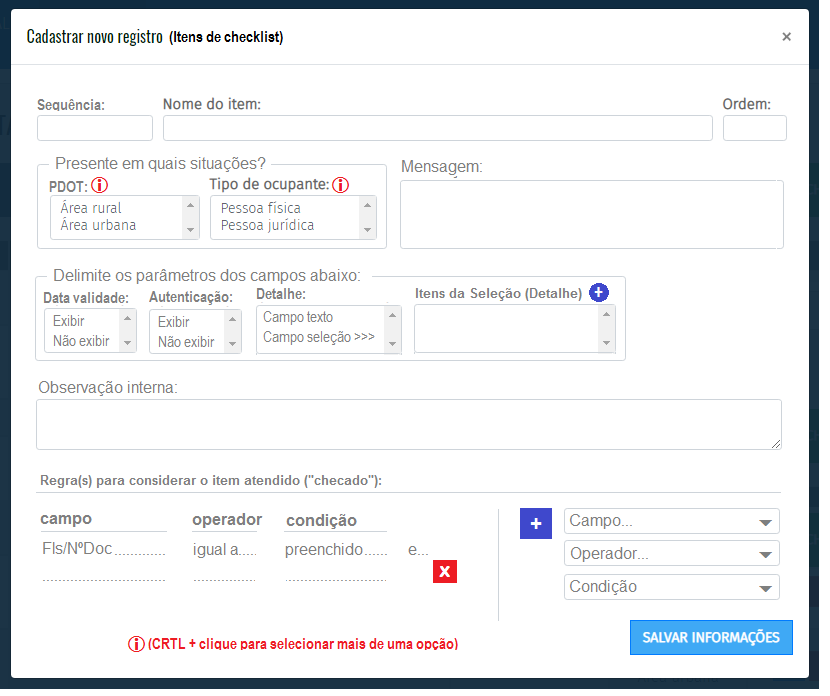 Cadastrar novo registro (Itens de checklist) ×
Sequência: Nome do item: Ordem:
Presente em quais situações?
Mensagem:
PDOT: Tipo de ocupante:
Área rural
Área urbana
Pessoa física
Pessoa jurídica
Delimite os parâmetros dos campos abaixo:
Data validade: Autenticação: Detalhe: Itens da Seleção (Detalhe) +
Exibir
Não exibir
Exibir
Não exibir
Campo texto
Campo seleção >>>
Observação interna:
Regra(s) para considerar o item atendido ("checado"):
campo operador condição
Fls/NºDoc............ igual a..... preenchido...... e...
X
+
Campo...
Operador...
Condição
(CRTL + clique para selecionar mais de uma opção)
SALVAR INFORMAÇÕES